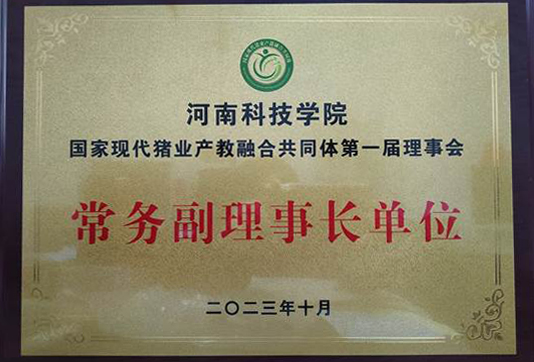 河南科技学院
国家现代猪业产教融合共同体第一届理事会
常务副理事长单位
二〇二三年十月